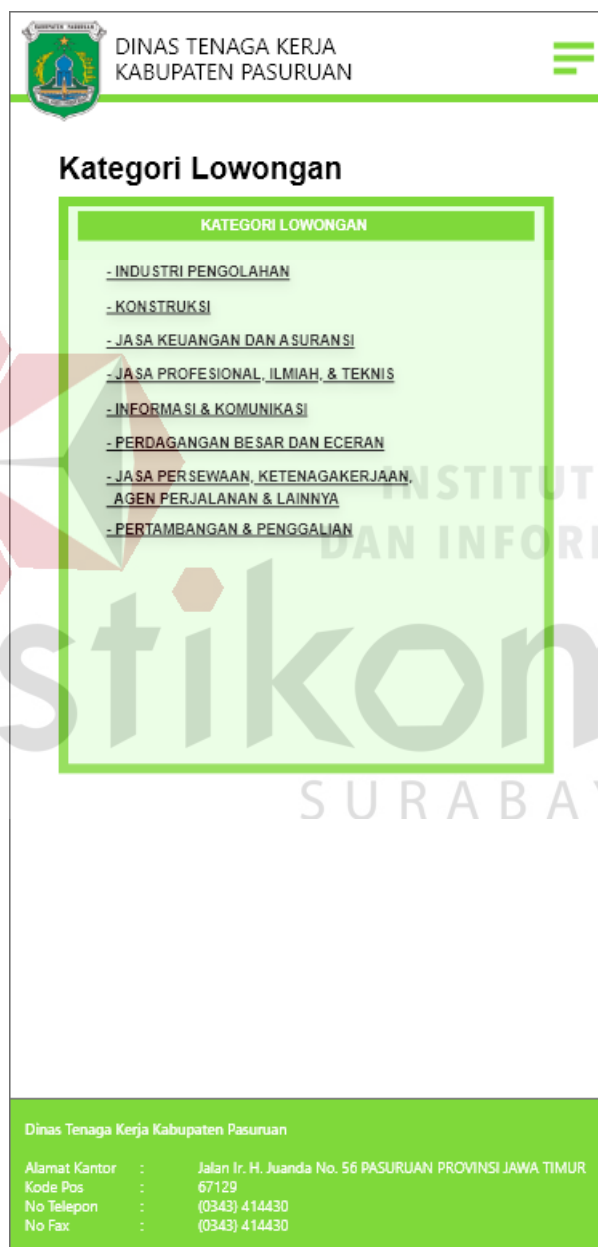 KABUPATEN PASURUAN
DINAS TENAGA KERJA
KABUPATEN PASURUAN
Kategori Lowongan
KATEGORI LOWONGAN
- INDUSTRI PENGOLAHAN
- KONSTRUKSI
- JASA KEUANGAN DAN ASURANSI
- JASA PROFESIONAL, ILMIAH, & TEKNIS
- INFORMASI & KOMUNIKASI
- PERDAGANGAN BESAR DAN ECERAN
- JASA PERSEWAAN, KETENAGAKERJAAN,
AGEN PERJALANAN & LAINNYA
- PERTAMBANGAN & PENGGALIAN
INSTITUT
DAN INFOR
stikom
SURABAY
Dinas Tenaga Kerja Kabupaten Pasuruan
Alamat Kantor : Jalan Ir. H. Juanda No. 56 PASURUAN PROVINSI JAWA TIMUR
Kode Pos : 67129
No Telepon : (0343) 414430
No Fax : (0343) 414430